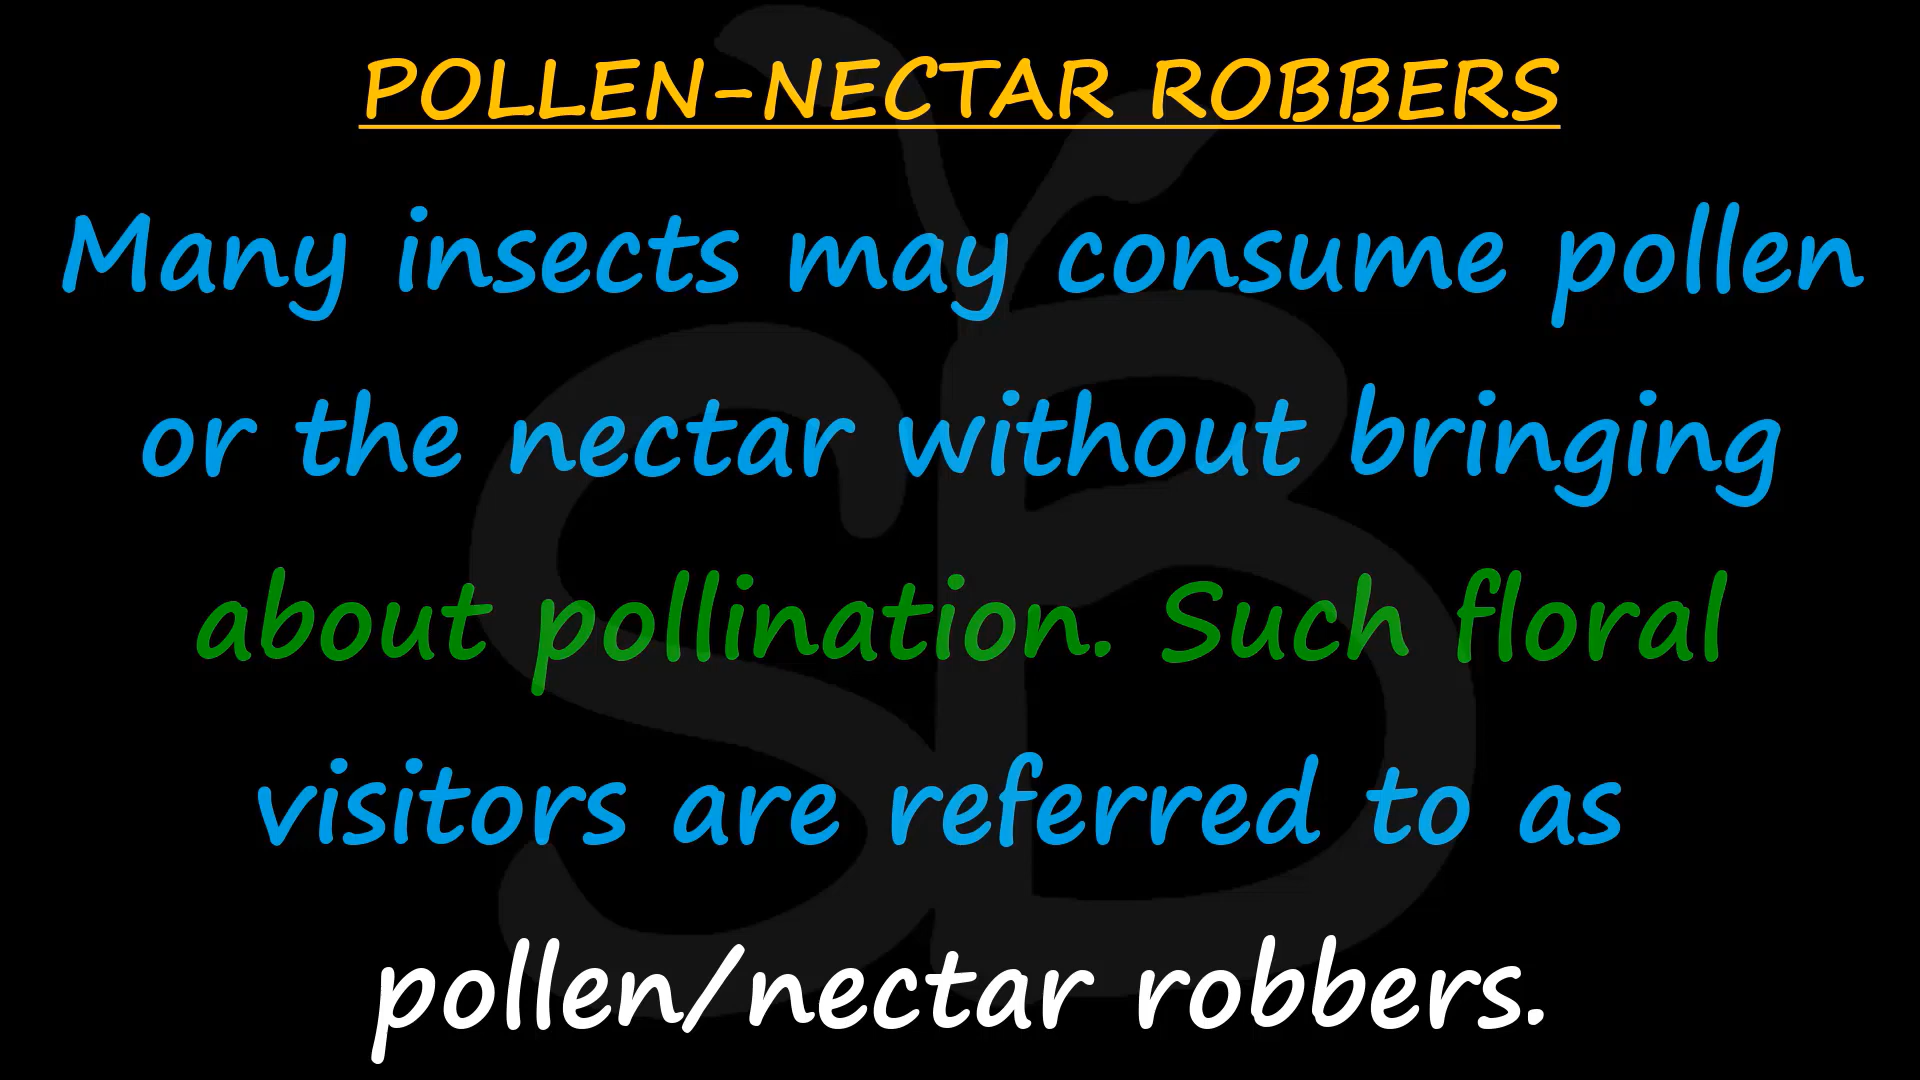 POLLEN-NECTAR ROBBERS
Many insects may consume pollen
or the nectar without bringing
about pollination. Such floral
visitors are referred to as
pollen/nectar robbers.